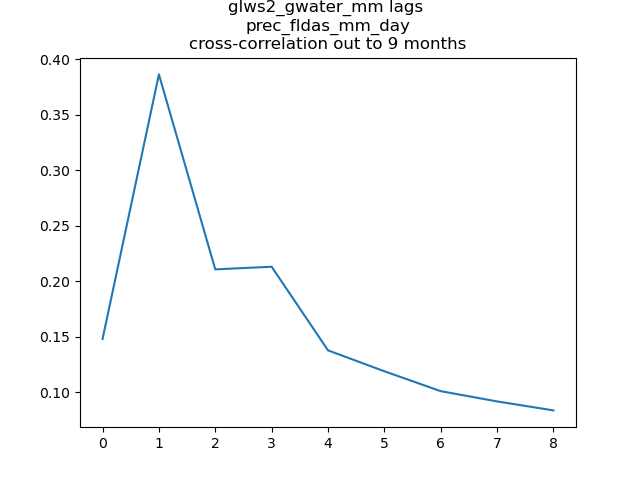 glws2_gwater_mm lags
prec_fldas_mm_day
cross-correlation out to 9 months
0.40
0.35
0.30
0.25
0.20
0.15
0.10
0 1 2 3 4 5 6 7 8